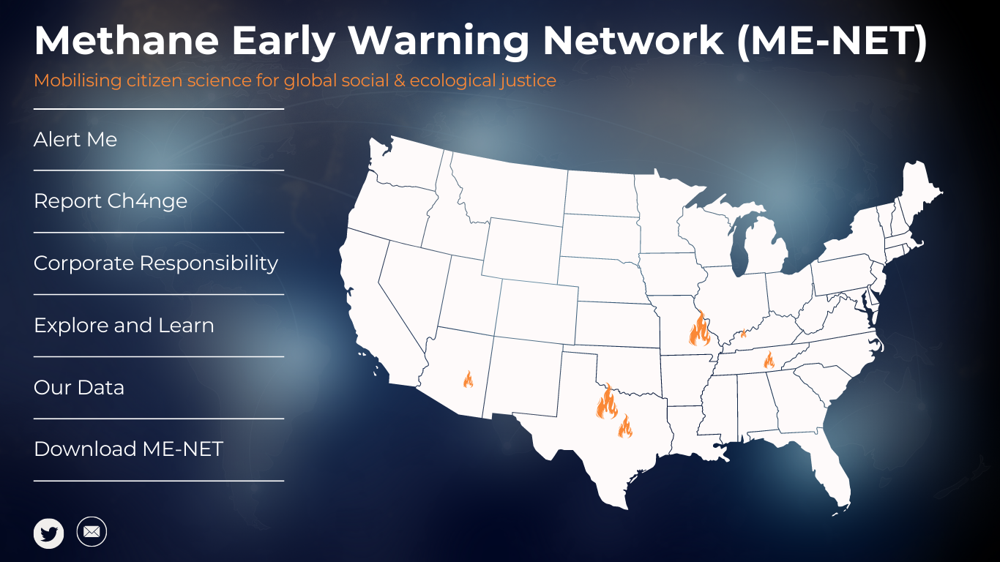 Methane Early Warning Network (ME-NET)
Mobilising citizen science for global social & ecological justice
Alert Me
Report Ch4nge
Corporate Responsibility
Explore and Learn
Our Data
Download ME-NET